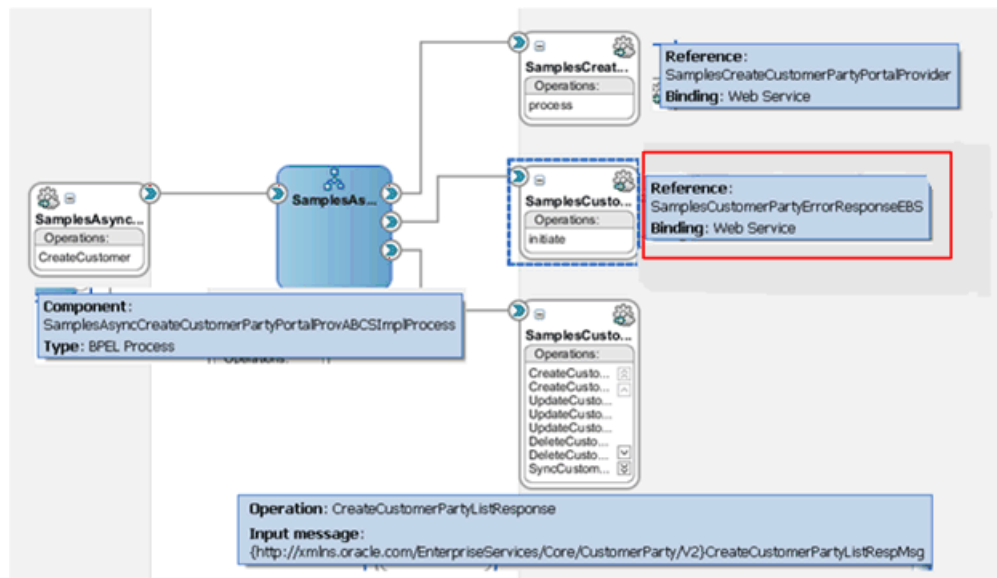 SamplesCreat...
Operations:
process
Reference:
SamplesCreateCustomerPartyPortalProvider
Binding: Web Service
SamplesAsync...
Operations:
CreateCustomer
SamplesAs...
SamplesCusto...
Operations:
initiate
Reference:
SamplesCustomerPartyErrorResponseEBS
Binding: Web Service
Component:
SamplesAsyncCreateCustomerPartyPortalProvABCSImplProcess
Type: BPEL Process
Operations:
SamplesCusto...
Operations:
CreateCusto...
CreateCusto...
UpdateCusto...
UpdateCusto...
UpdateCusto...
DeleteCusto...
DeleteCusto...
SyncCustom...
Operation: CreateCustomerPartyListResponse
Input message:
{http://xmlns.oracle.com/EnterpriseServices/Core/CustomerParty/V2}CreateCustomerPartyListRespMsg